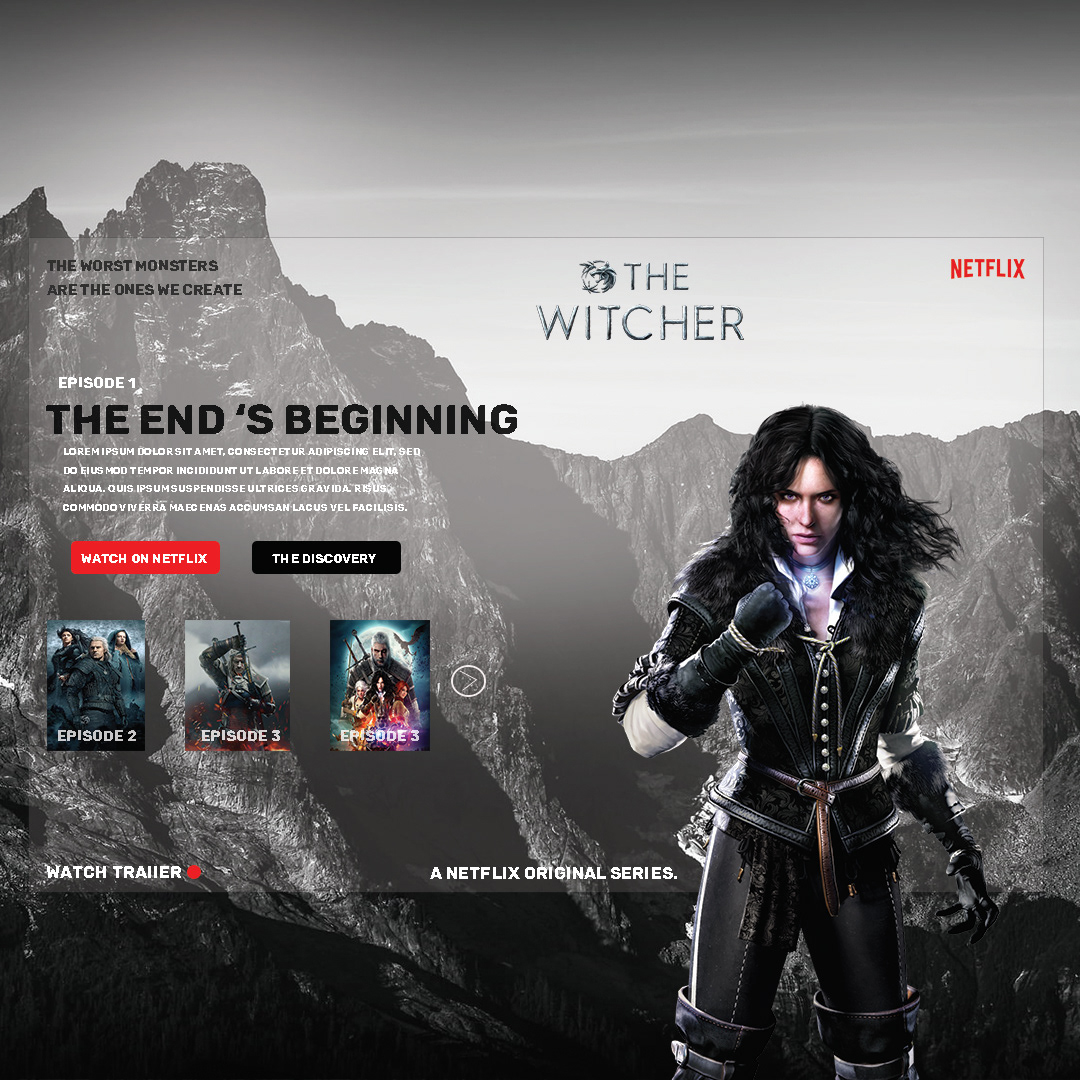 THE WORST MONSTERS
ARE THE ONES WE CREATE
THE
WITCHER
NETFLIX
EPISODE 1
THE END ‘S BEGINNING
LOREM IPSUM DOLOR SIT AMET, CONSECTETUR ADIPISCING ELIT, SED
DO EIUSMOD TEMPOR INCIDIDUNT UT LABORE ET DOLORE MAGNA
ALIQUA. QUIS IPSUM SUSPENDISSE ULTRICES GRAVIDA. RISUS
COMMODO VIVERRA MAECENAS ACCUMSAN LACUS VEL FACILISIS.
WATCH ON NETFLIX
THE DISCOVERY
EPISODE 2
EPISODE 3
EPISODE 3
WATCH TRAIIER
A NETFLIX ORIGINAL SERIES.